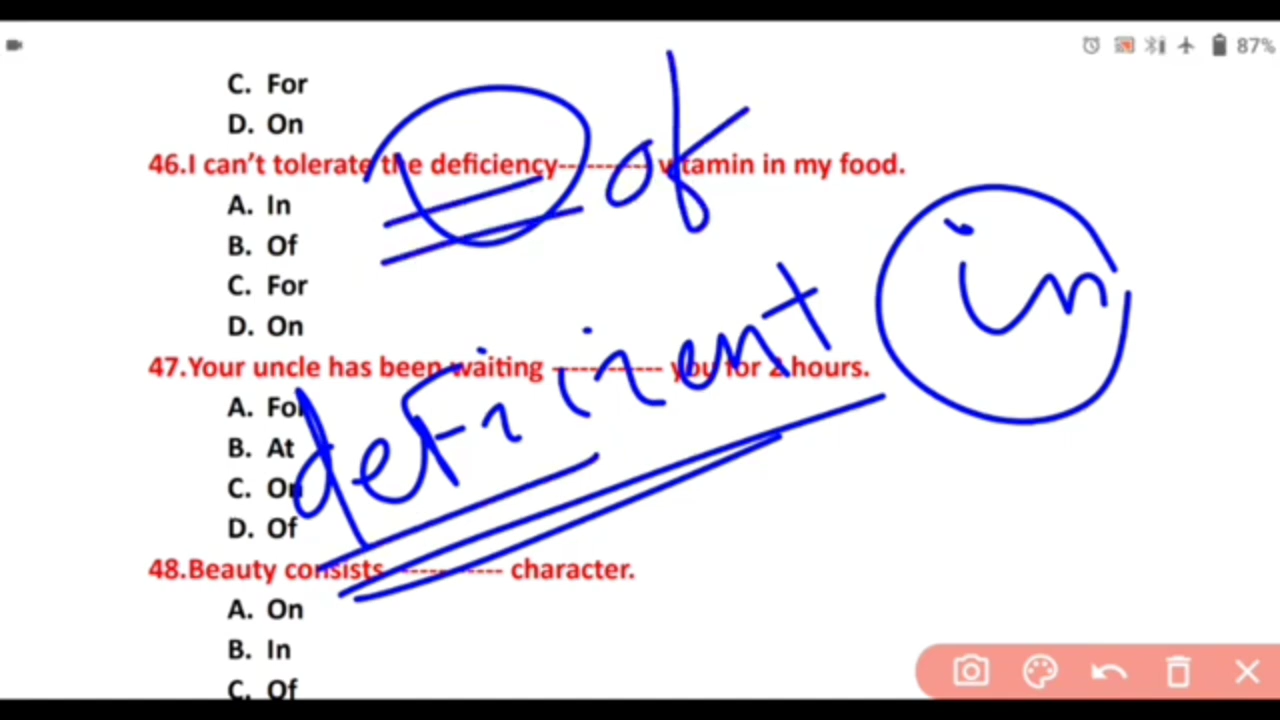 87%
C. For
D. On
46.I can't tolerate the deficiency---------- vitamin in my food.
of
A. In
B. Of
C. For
D. On
in
deficient
47.Your uncle has been waiting ----------- you for 2 hours.
A. For
B. At
C. On
D. Of
48.Beauty consists ----------- character.
A. On
B. In
C. Of